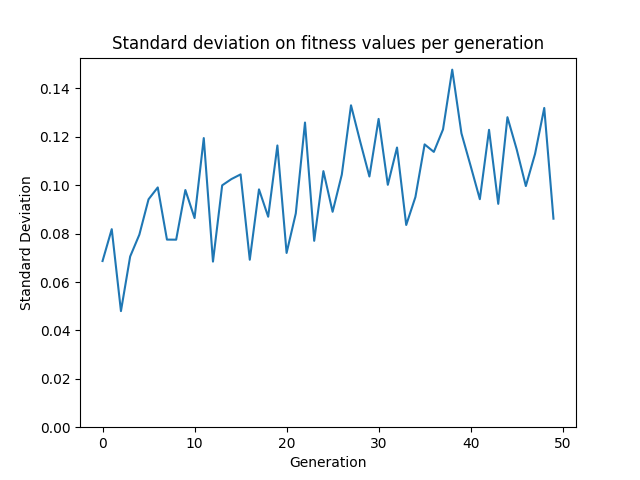 Standard deviation on fitness values per generation
0.14
0.12
0.10
0.08
0.06
0.04
0.02
0.00
Standard Deviation
0 10 20 30 40 50
Generation